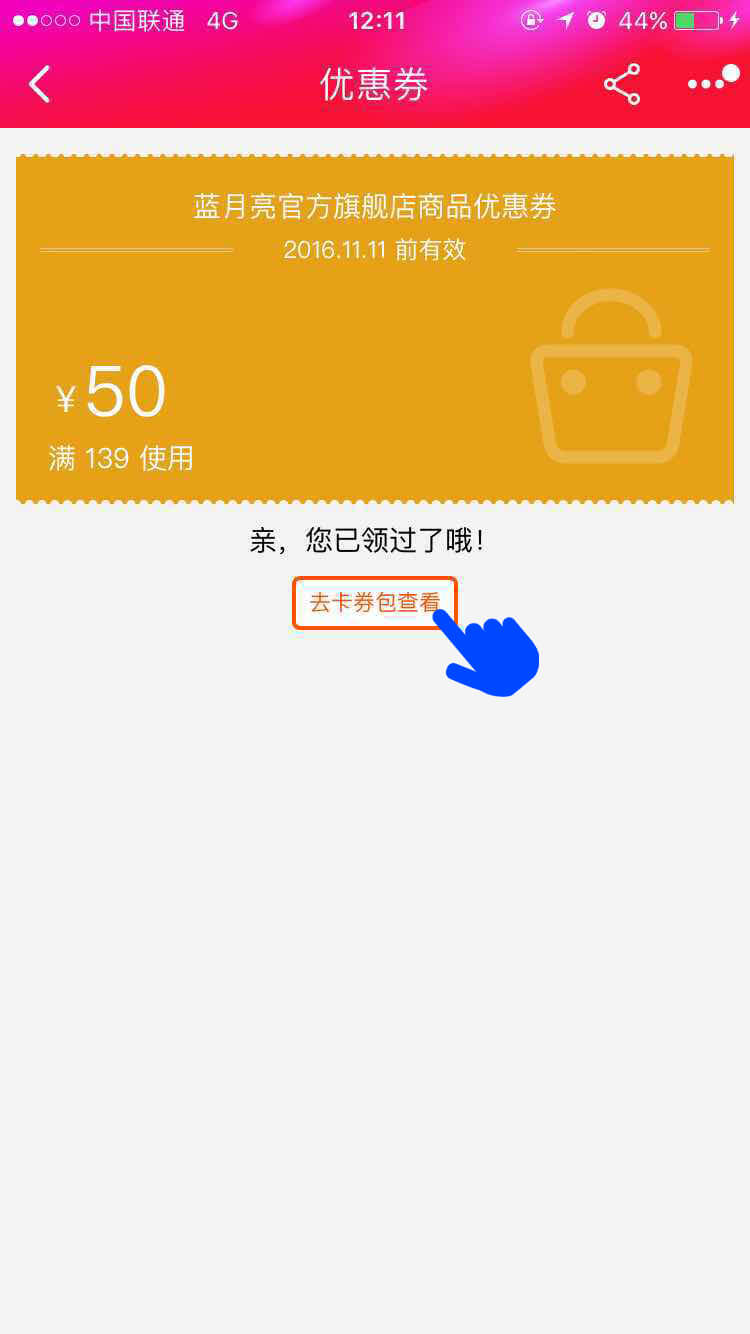 中国联通 4G 12:11 44%
优惠券
蓝月亮官方旗舰店商品优惠券
2016.11.11 前有效
¥50
满 139 使用
亲，您已领过了哦！
去卡券包查看